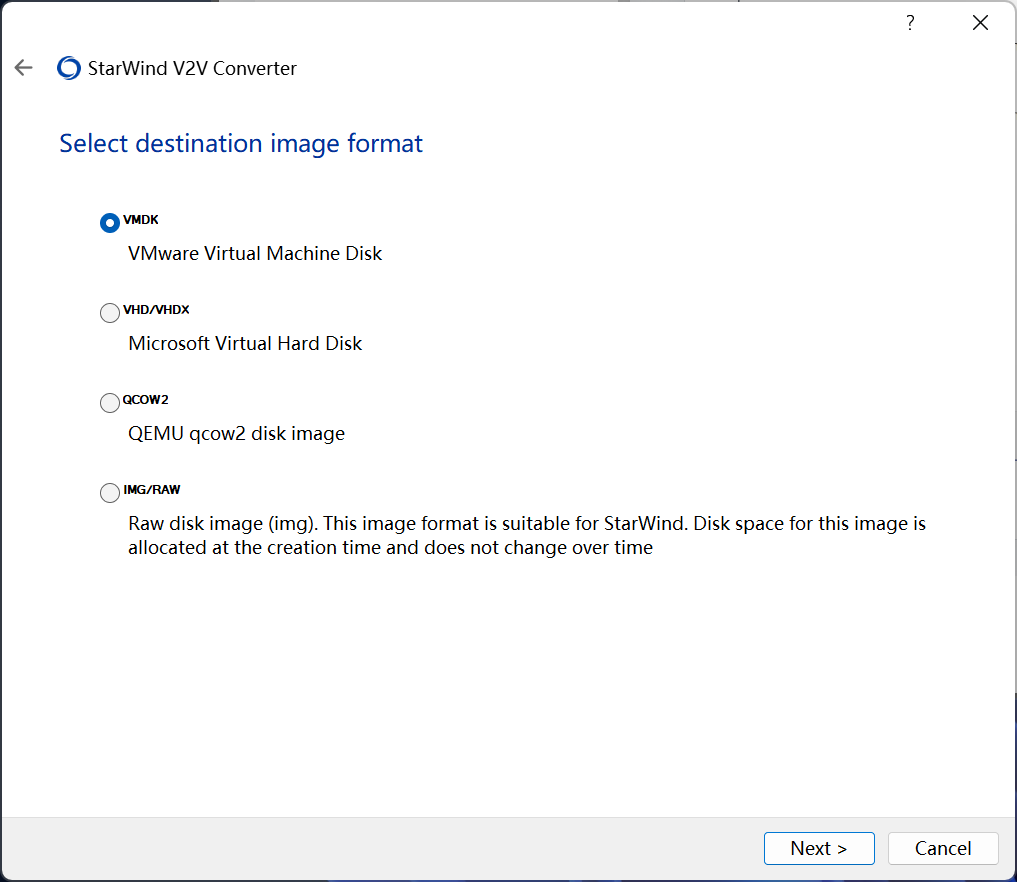 ?
StarWind V2V Converter
Select destination image format
VMDK
VMware Virtual Machine Disk
VHD/VHDX
Microsoft Virtual Hard Disk
QCOW2
QEMU qcow2 disk image
IMG/RAW
Raw disk image (img). This image format is suitable for StarWind. Disk space for this image is
allocated at the creation time and does not change over time
Next >
Cancel